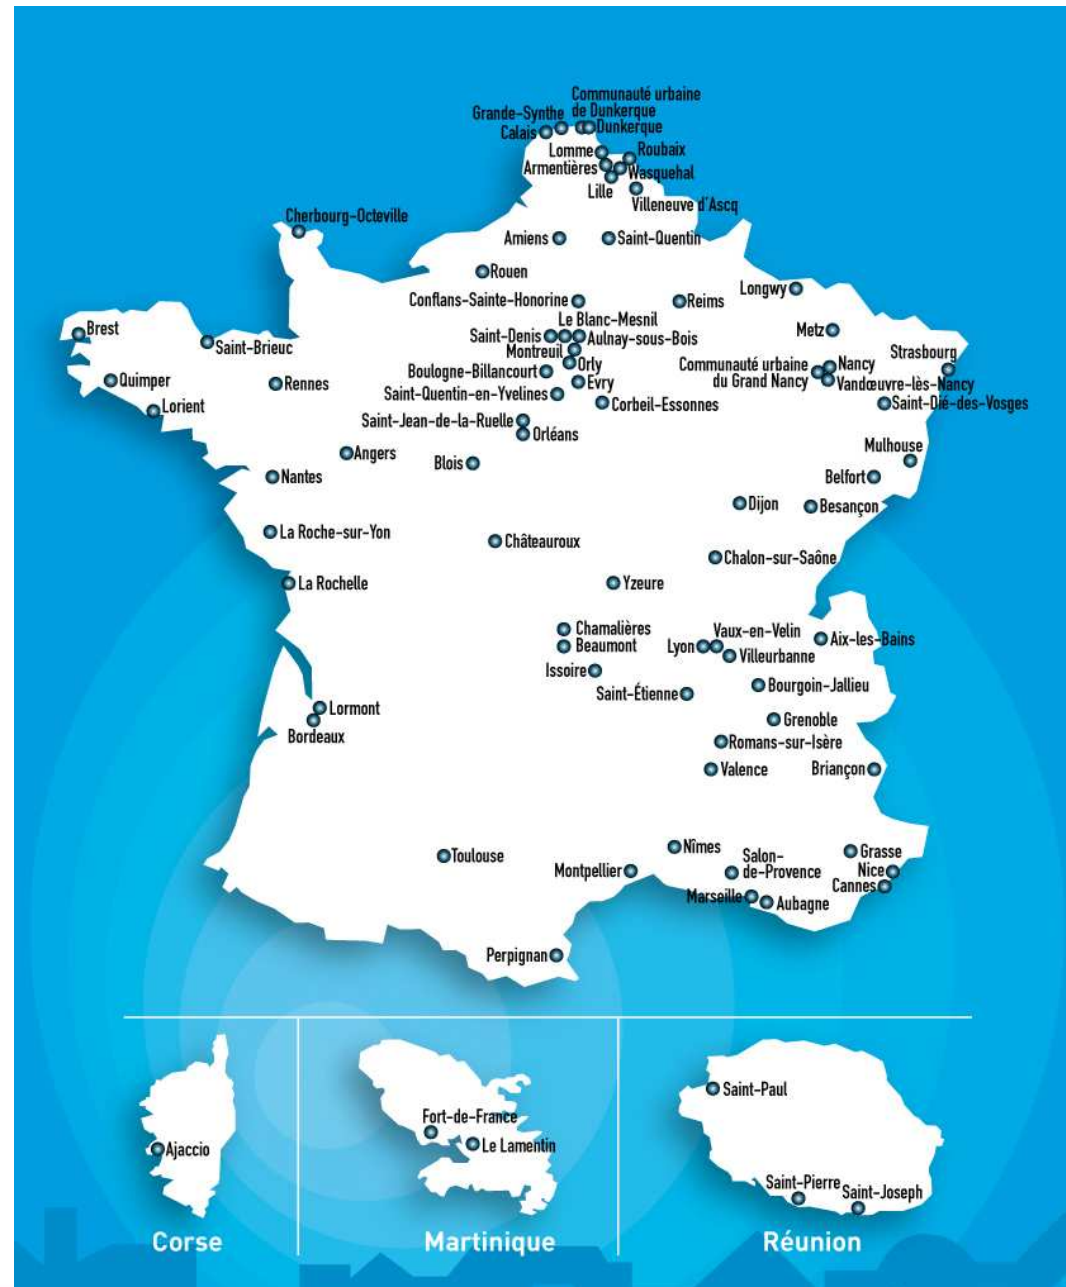 Communauté urbaine
de Dunkerque
Grande-Synthe
Dunkerque
Calais
Lomme
Roubaix
Armentières
Wasquehal
Lille
Villeneuve d'Ascq
Cherbourg-Octeville
Amiens
Saint-Quentin
Rouen
Longwy
Conflans-Sainte-Honorine
Reims
Le Blanc-Mesnil
Brest
Metz
Saint-Denis
Aulnay-sous-Bois
Saint-Brieuc
Montreuil
Strasbourg
Orly
Nancy
Communauté urbaine
du Grand Nancy
Boulogne-Billancourt
Quimper
Rennes
Evry
Vandœuvre-lès-Nancy
Saint-Quentin-en-Yvelines
Corbeil-Essonnes
Saint-Dié-des-Vosges
Lorient
Saint-Jean-de-la-Ruelle
Orléans
Mulhouse
Angers
Blois
Nantes
Belfort
Dijon
Besançon
La Roche-sur-Yon
Châteauroux
Chalon-sur-Saône
La Rochelle
Yzeure
Chamalières
Vaux-en-Velin
Aix-les-Bains
Beaumont
Lyon
Villeurbanne
Issoire
Bourgoin-Jallieu
Saint-Étienne
Lormont
Grenoble
Bordeaux
Romans-sur-Isère
Valence
Briançon
Nîmes
Grasse
Toulouse
Salon-
de-Provence
Montpellier
Nice
Cannes
Marseille
Aubagne
Perpignan
Saint-Paul
Fort-de-France
Le Lamentin
Ajaccio
Saint-Pierre
Saint-Joseph
Corse
Martinique
Réunion